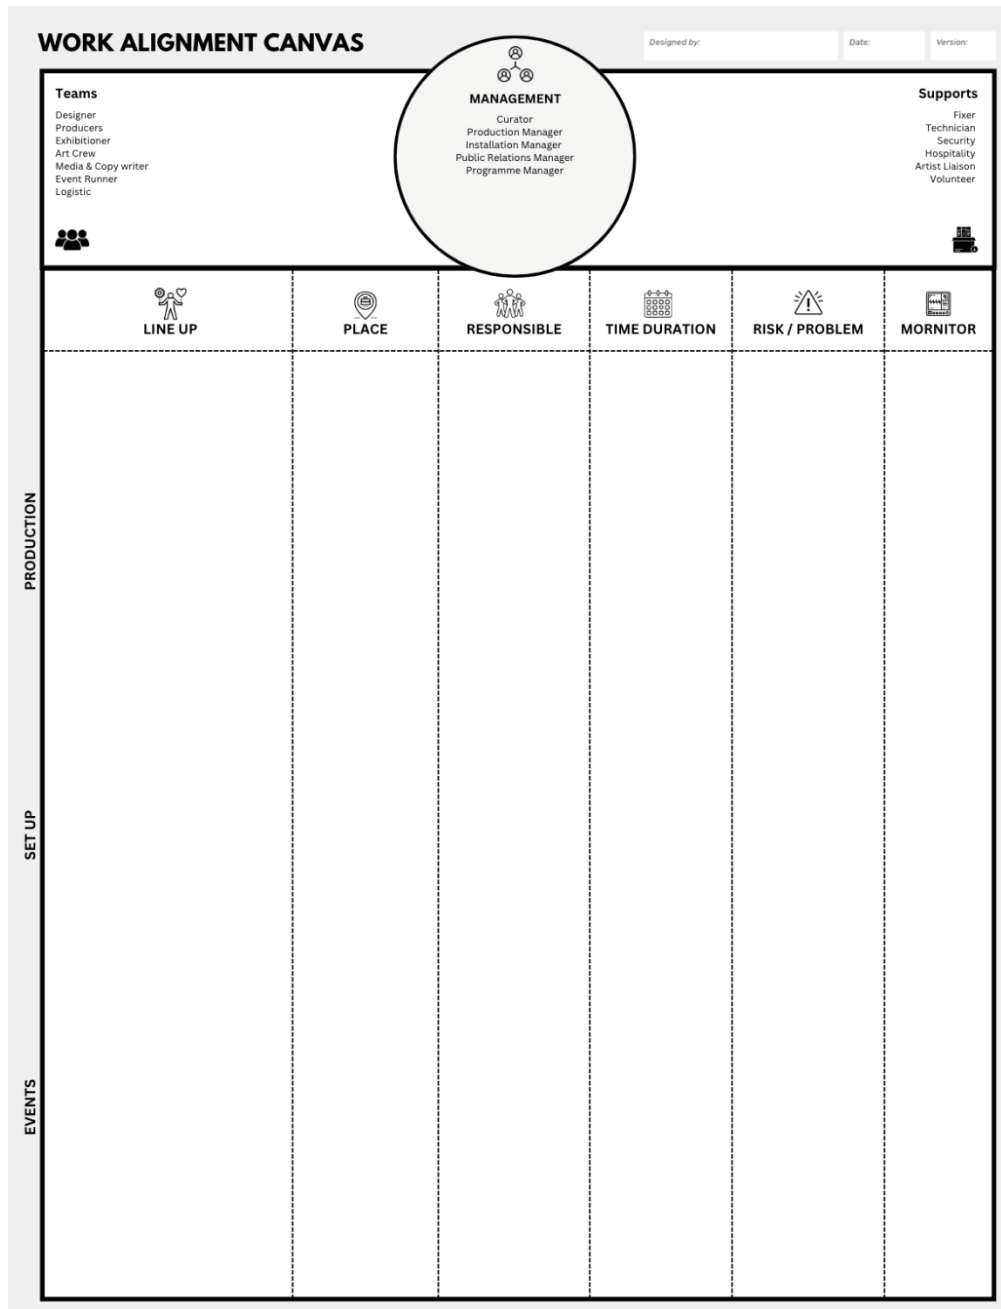 WORK ALIGNMENT CANVAS
Designed by:
Date:
Version:
Teams
Designer
Producers
Exhibitioner
Art Crew
Media & Copy writer
Event Runner
Logistic
MANAGEMENT
Curator
Production Manager
Installation Manager
Public Relations Manager
Programme Manager
Supports
Fixer
Technician
Security
Hospitality
Artist Liaison
Volunteer
LINE UP
PLACE
RESPONSIBLE
TIME DURATION
RISK / PROBLEM
MORNITOR
PRODUCTION
SET UP
EVENTS